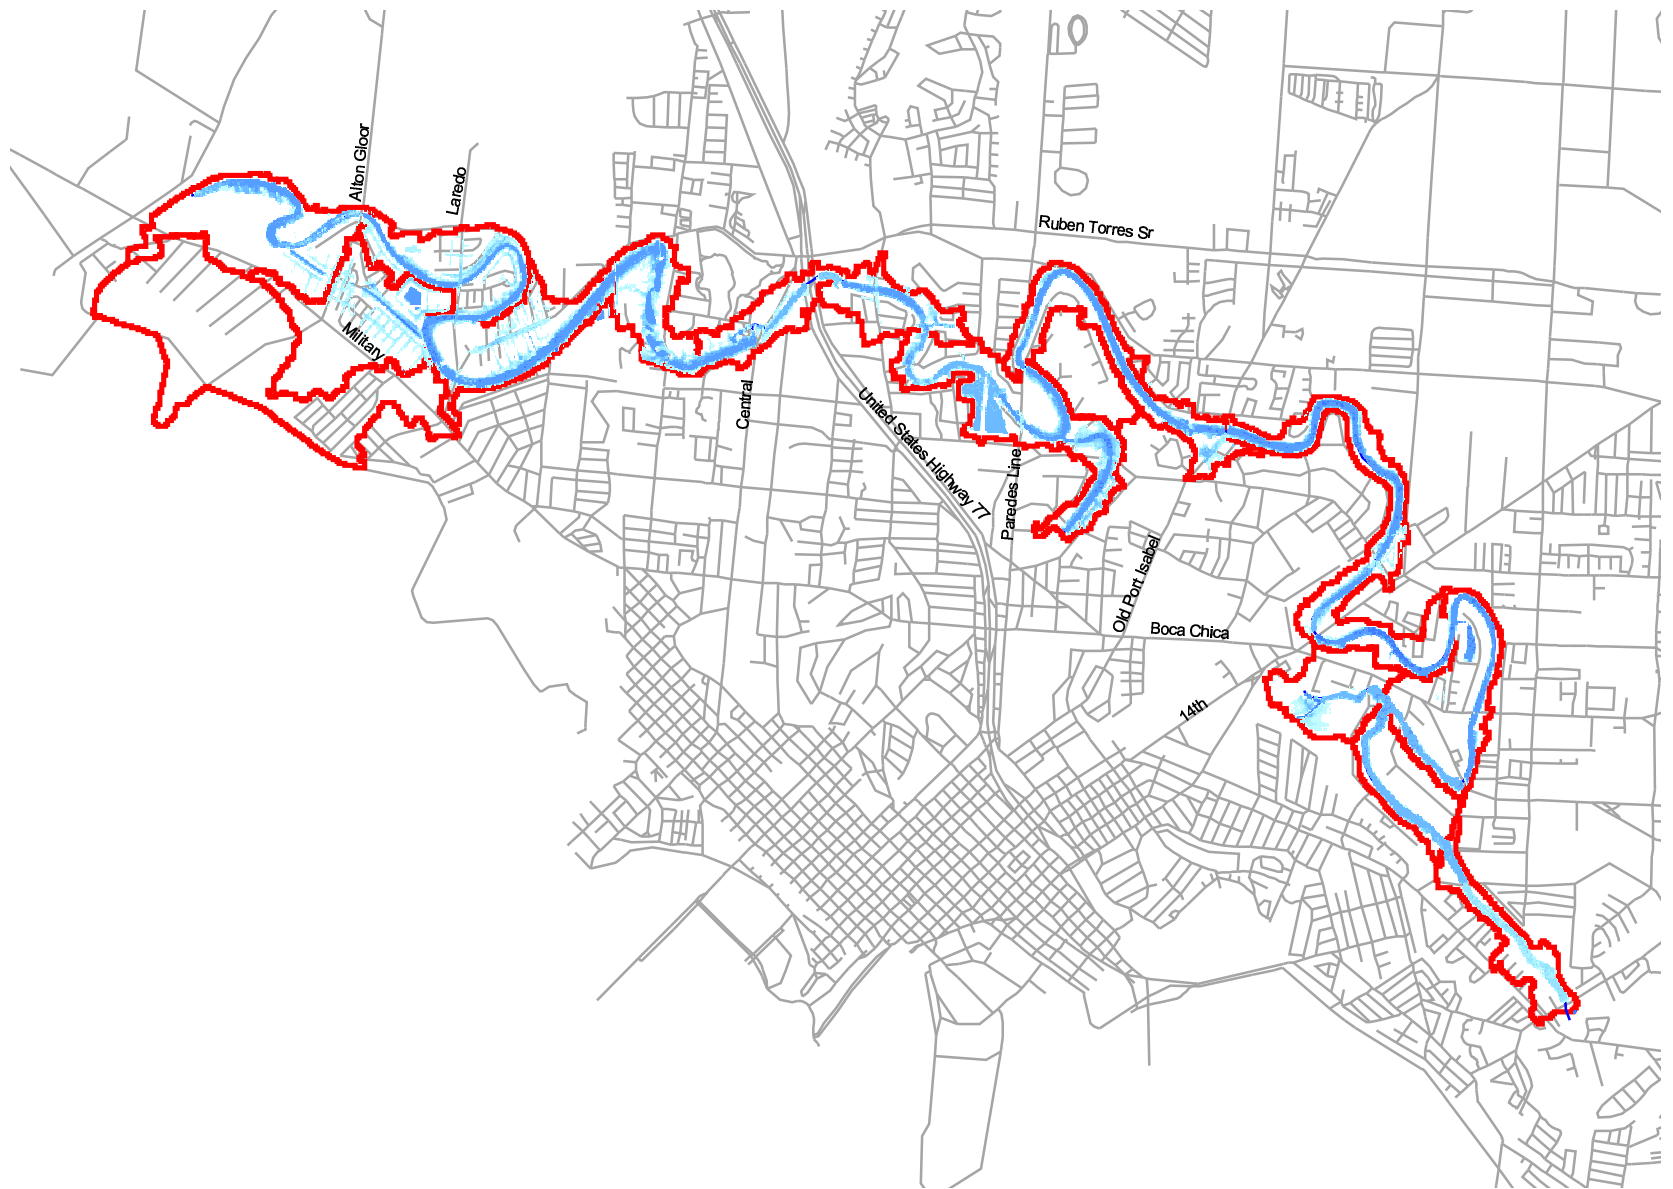 Alton Gloor
Laredo
Ruben Torres Sr
Military
Central
United States Highway 77
Paredes Line
Old Port Isabel
Boca Chica
14th